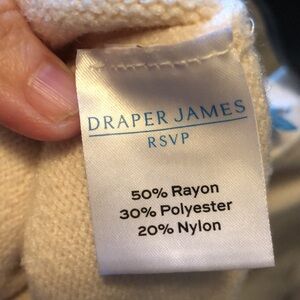 DRAPER JAMES
RSVP
50% Rayon
30% Polyester
20% Nylon